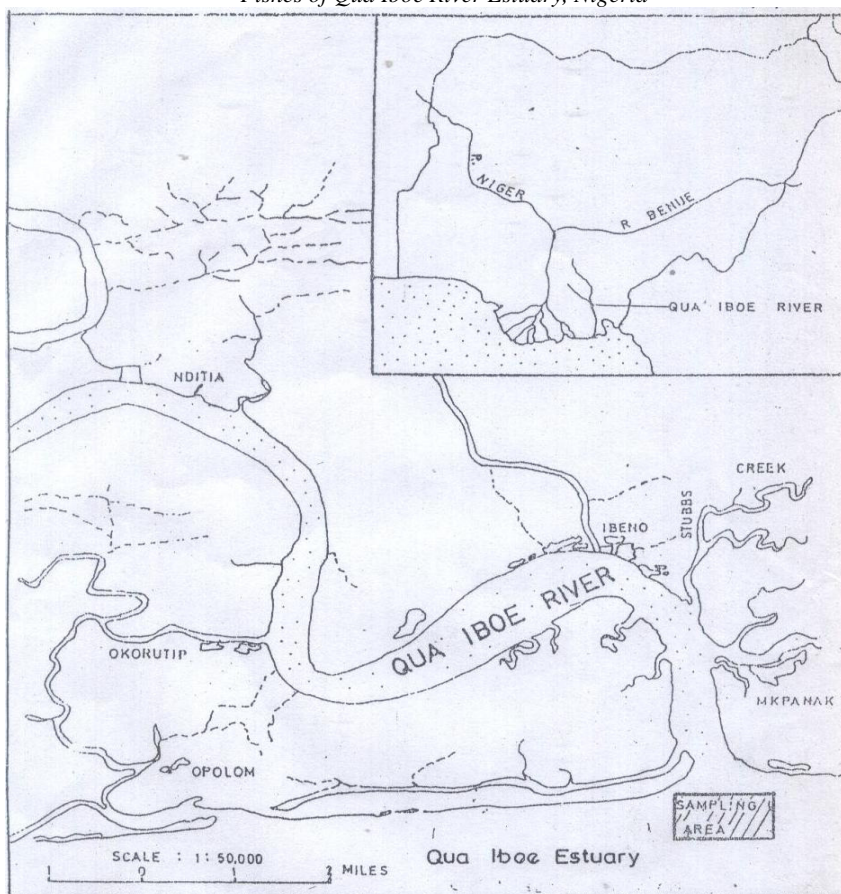 Fishes of Qua Iboe River Estuary, Nigeria
R. NIGER
R BENUE
QUA IBOE RIVER
NDITIA
CREEK
STUBBS
IBENO
QUA IBOE RIVER
OKORUTIP
MKPANAK
OPOLOM
SAMPLING
AREA
SCALE : 1: 50,000
Qua Iboe Estuary
1 0 1 2 MILES